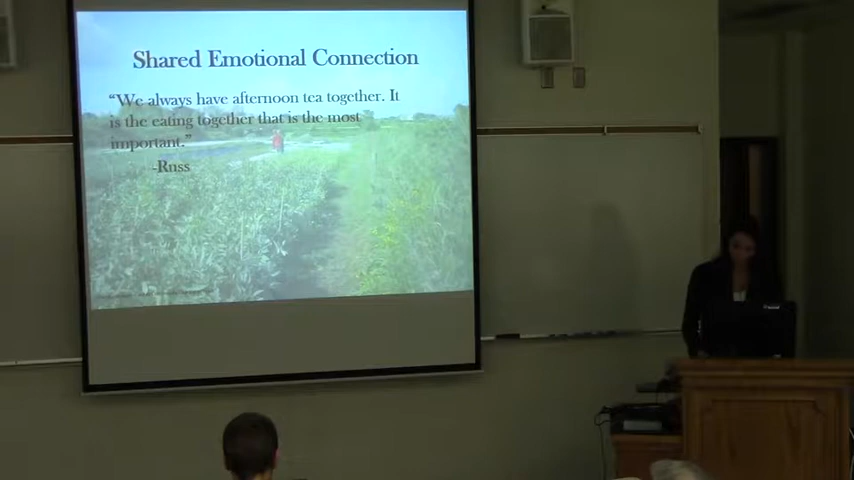 Shared Emotional Connection
“We always have afternoon tea together. It
is the eating together that is the most
important.”
-Russ